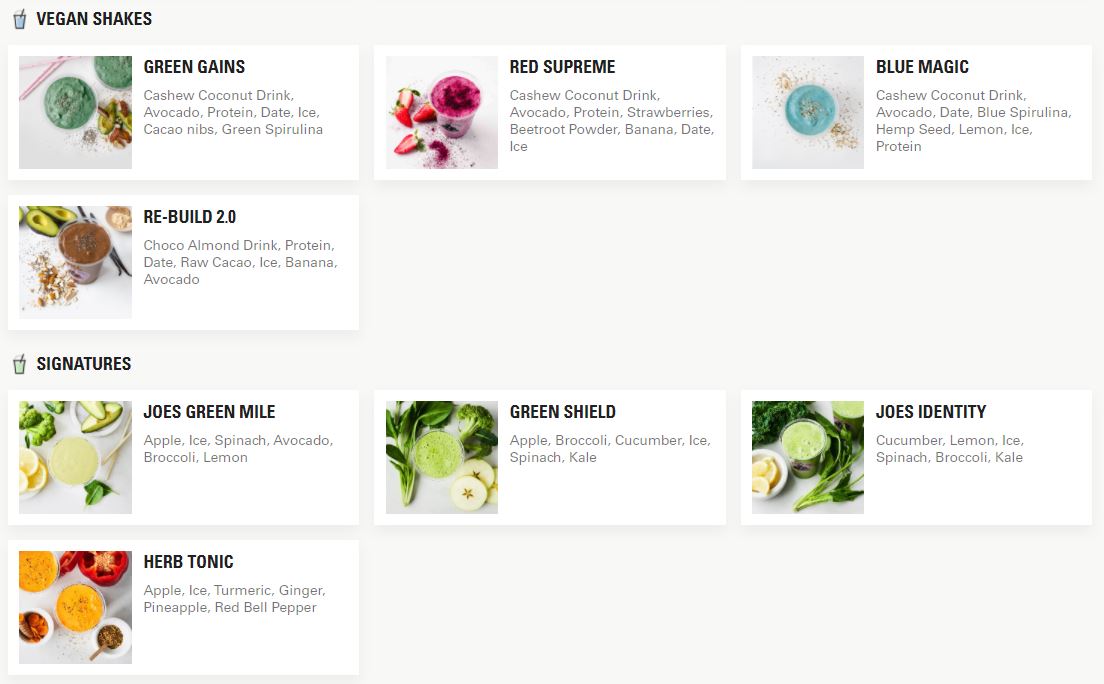 VEGAN SHAKES
GREEN GAINS
Cashew Coconut Drink,
Avocado, Protein, Date, Ice,
Cacao nibs, Green Spirulina
RED SUPREME
Cashew Coconut Drink,
Avocado, Protein, Strawberries,
Beetroot Powder, Banana, Date,
Ice
BLUE MAGIC
Cashew Coconut Drink,
Avocado, Date, Blue Spirulina,
Hemp Seed, Lemon, Ice,
Protein
RE-BUILD 2.0
Choco Almond Drink, Protein,
Date, Raw Cacao, Ice, Banana,
Avocado
SIGNATURES
JOES GREEN MILE
Apple, Ice, Spinach, Avocado,
Broccoli, Lemon
GREEN SHIELD
Apple, Broccoli, Cucumber, Ice,
Spinach, Kale
JOES IDENTITY
Cucumber, Lemon, Ice,
Spinach, Broccoli, Kale
HERB TONIC
Apple, Ice, Turmeric, Ginger,
Pineapple, Red Bell Pepper